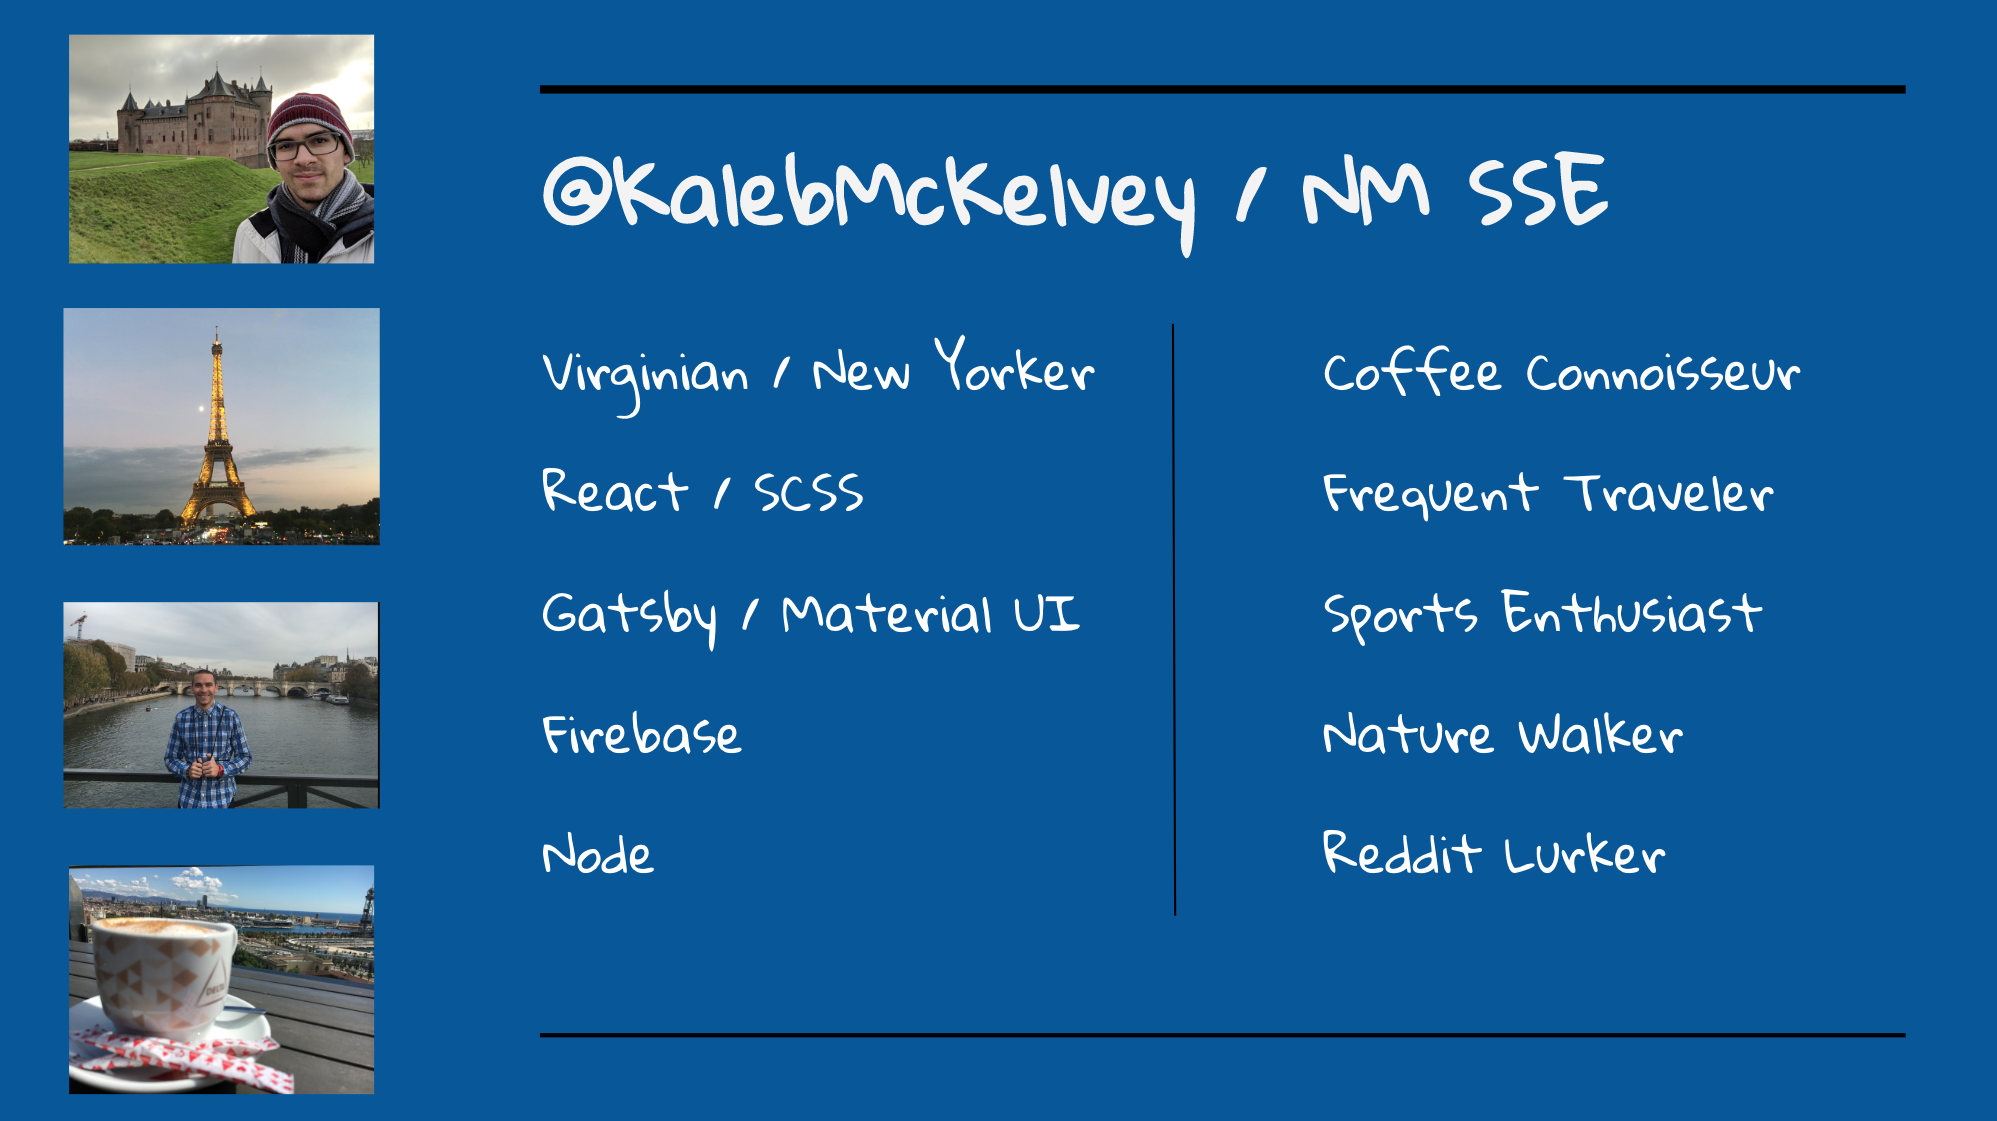 @KalebMcKelvey / NM SSE
Virginian / New Yorker
React / SCSS
Gatsby / Material UI
Firebase
Node
Coffee Connoisseur
Frequent Traveler
Sports Enthusiast
Nature Walker
Reddit Lurker
DELTA